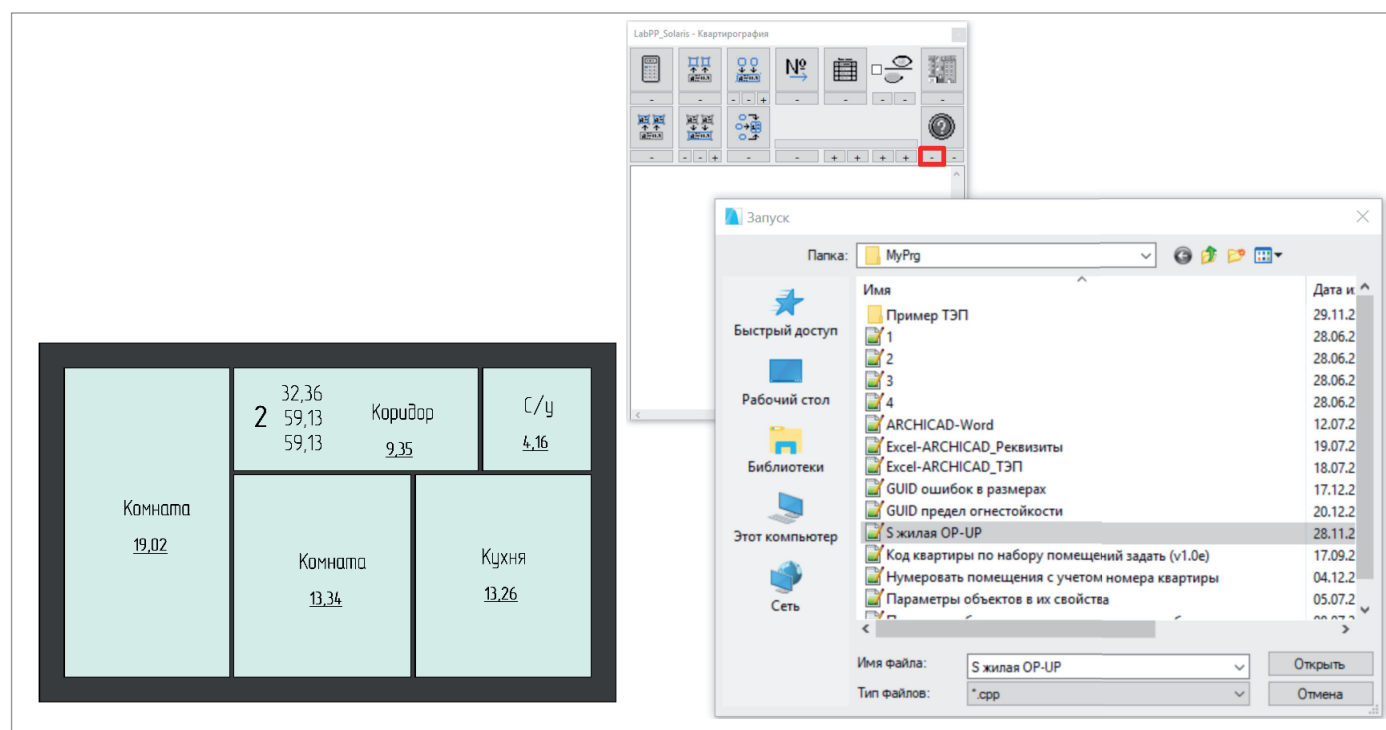 LabPP_Solaris - Квартирография
№
Запуск
Папка:
MyPrg
Имя
Дата и
Быстрый доступ
Рабочий стол
Библиотеки
Этот компьютер
Сеть
Пример ТЭП
29.11.2
1
28.06.2
2
28.06.2
3
28.06.2
4
28.06.2
ARCHICAD-Word
12.07.2
Excel-ARCHICAD_Реквизиты
19.07.2
Excel-ARCHICAD_ТЭП
18.07.2
GUID ошибок в размерах
17.12.2
GUID предел огнестойкости
20.12.2
S жилая OP-UP
28.11.2
Код квартиры по набору помещений задать (v1.0e)
17.09.2
Нумеровать помещения с учетом номера квартиры
04.12.2
Параметры объектов в их свойства
05.07.2
Имя файла:
S жилая OP-UP
Открыть
Тип файлов:
*.cpp
Отмена
32,36
2 59,13
59,13
Коридор
9,35
С/у
4,16
Комната
19,02
Комната
13,34
Кухня
13,26